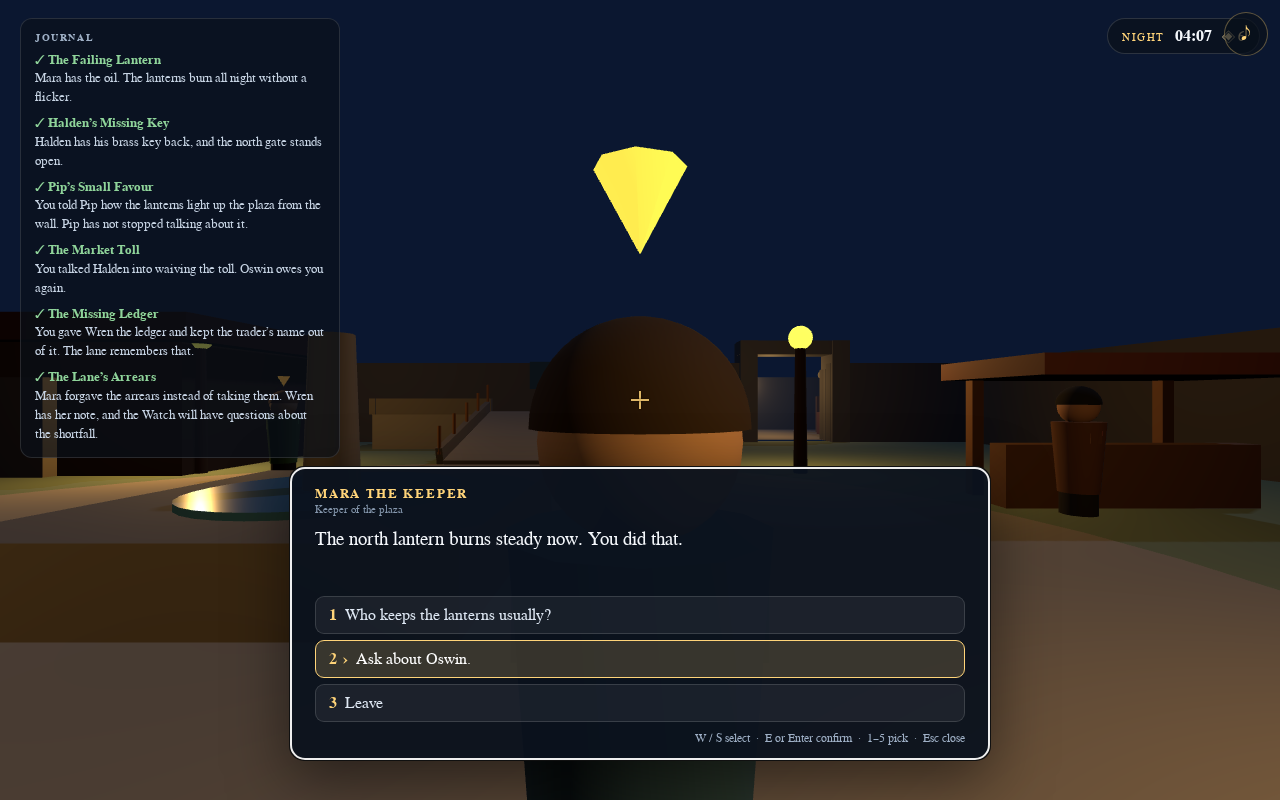 JOURNAL
✓ The Failing Lantern
Mara has the oil. The lanterns burn all night without a
flicker.
✓ Halden's Missing Key
Halden has his brass key back, and the north gate stands
open.
✓ Pip's Small Favour
You told Pip how the lanterns light up the plaza from the
wall. Pip has not stopped talking about it.
✓ The Market Toll
You talked Halden into waiving the toll. Oswin owes you
again.
✓ The Missing Ledger
You gave Wren the ledger and kept the trader's name out
of it. The lane remembers that.
✓ The Lane's Arrears
Mara forgave the arrears instead of taking them. Wren
has her note, and the Watch will have questions about
the shortfall.
NIGHT 04:07
MARA THE KEEPER
Keeper of the plaza
The north lantern burns steady now. You did that.
1 Who keeps the lanterns usually?
2 › Ask about Oswin.
3 Leave
W / S select · E or Enter confirm · 1–5 pick · Esc close